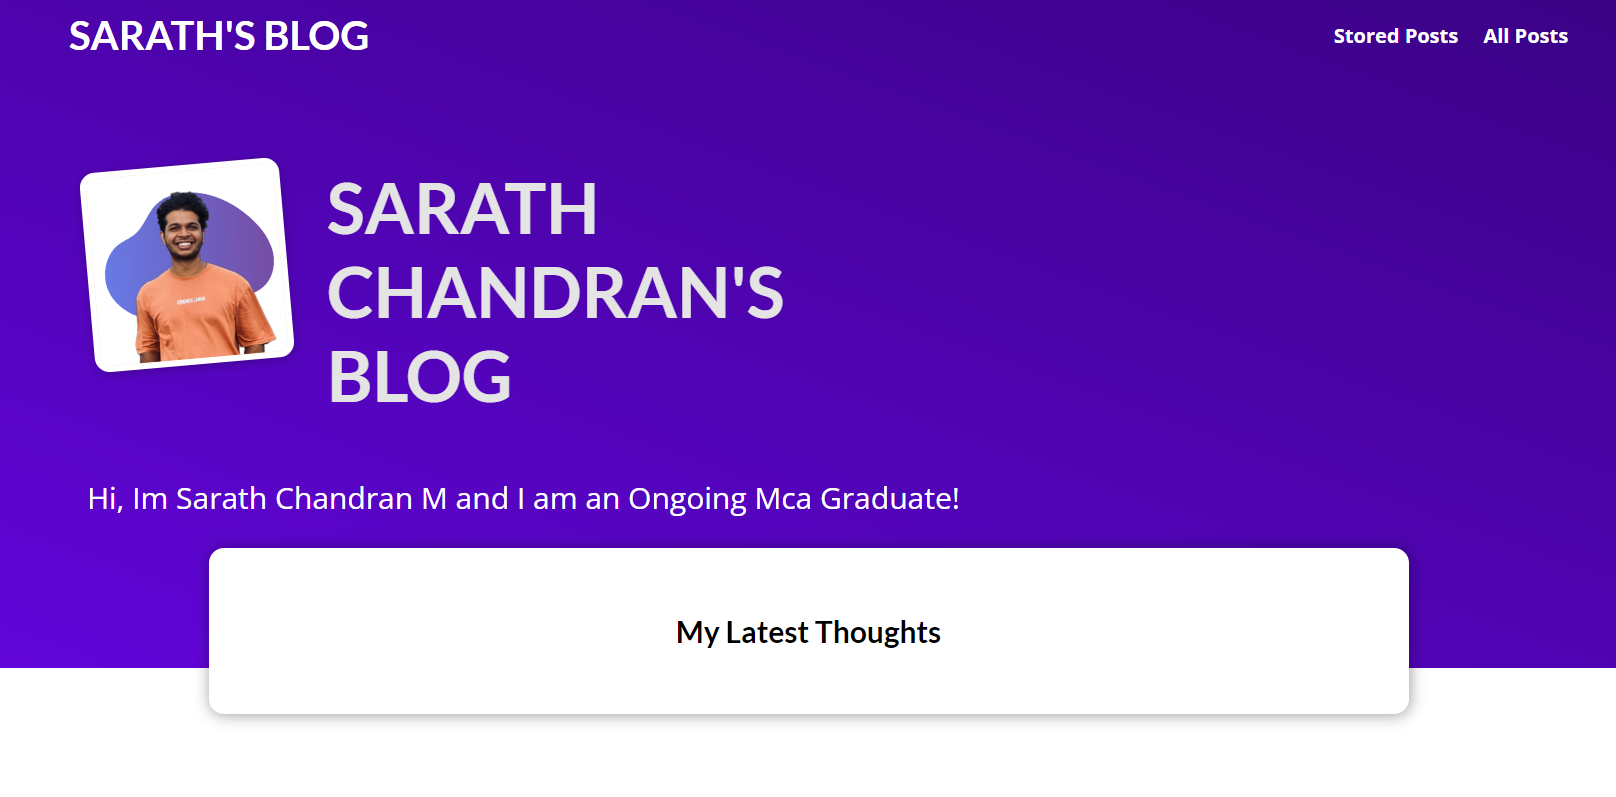 SARATH'S BLOG
Stored Posts
All Posts
SARATH
CHANDRAN'S
BLOG
Hi, Im Sarath Chandran M and I am an Ongoing Mca Graduate!
My Latest Thoughts